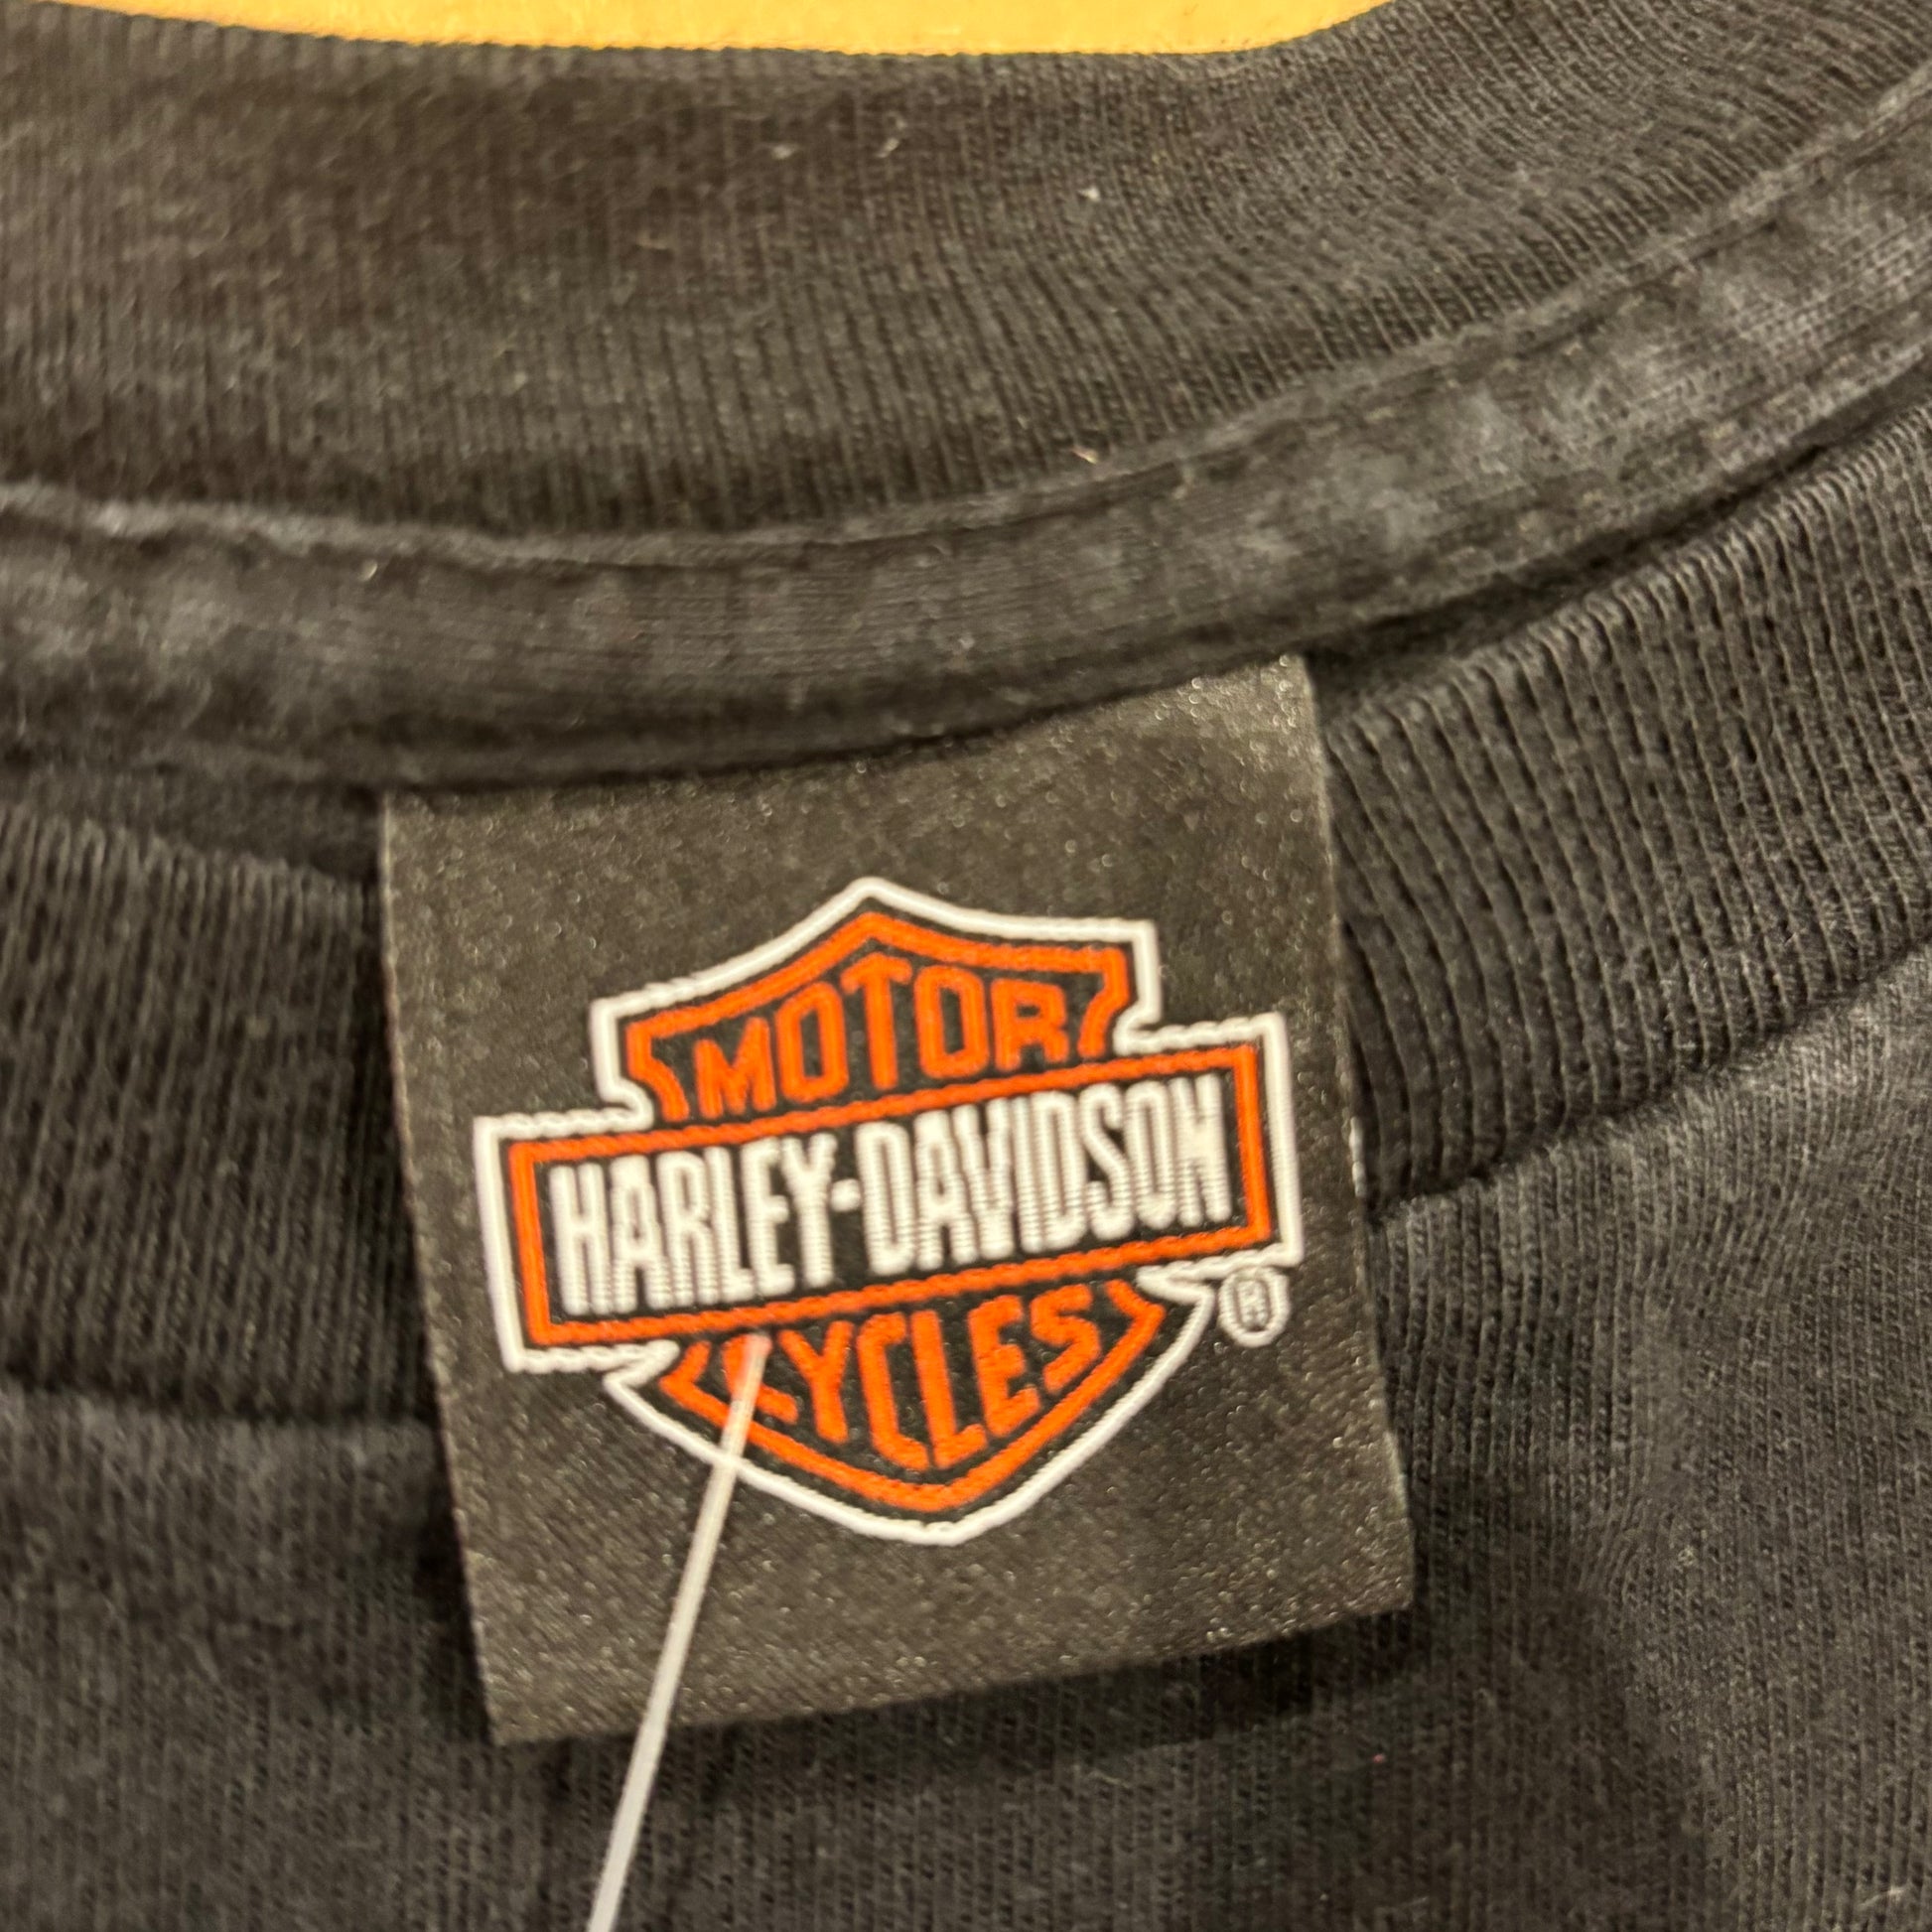 MOTOR
HARLEY-DAVIDSON
®
CYCLES